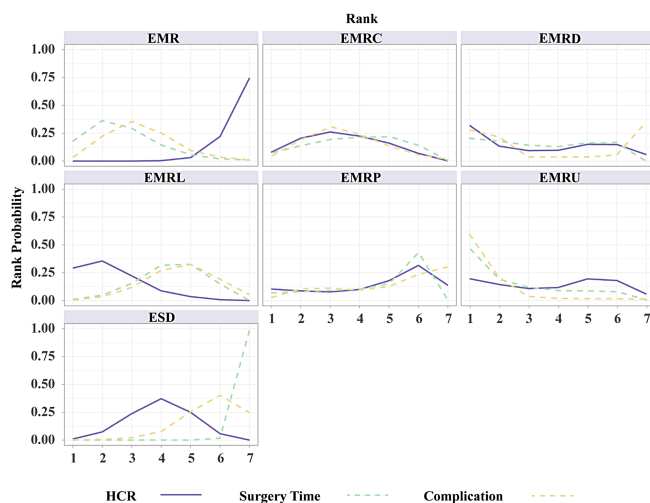 Rank
EMR EMRC EMRD
1.00
0.75
0.50
0.25
0.00
EMRL EMRP EMRU
1.00
0.75
0.50
0.25
0.00
Rank Probability
ESD 1 2 3 4 5 6 7 1 2 3 4 5 6 7
1.00
0.75
0.50
0.25
0.00
1 2 3 4 5 6 7
HCR Surgery Time Complication